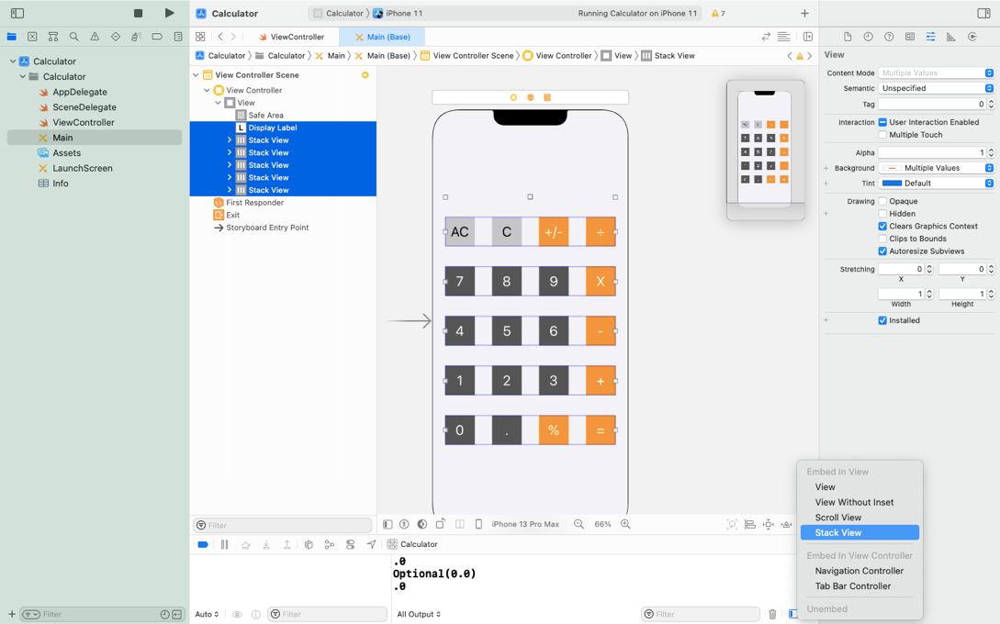 Calculator
Calculator
iPhone 11
Running Calculator on iPhone 11
7
ViewController
Main (Base)
Calculator
Calculator
Main
Main (Base)
View Controller Scene
View Controller
View
Stack View
Calculator
Calculator
AppDelegate
SceneDelegate
ViewController
Main
Assets
LaunchScreen
Info
Filter
View Controller Scene
View Controller
View
Safe Area
L Display Label
Stack View
Stack View
Stack View
Stack View
Stack View
First Responder
Exit
Storyboard Entry Point
Filter
AC C +/- ÷
7 8 9 X
4 5 6 -
1 2 3 +
0 . % =
iPhone 13 Pro Max
66%
Calculator
.0
Optional(0.0)
.0
Auto
Filter
All Output
Filter
View
Content Mode Multiple Values
Semantic Unspecified
Tag 0
Interaction User Interaction Enabled
Multiple Touch
Alpha 1
Background Multiple Values
Tint Default
Drawing Opaque
Hidden
Clears Graphics Context
Clips to Bounds
Autoresize Subviews
Stretching 0 0
X Y
1 1
Width Height
Installed
Embed In View
View
View Without Inset
Scroll View
Stack View
Embed In View Controller
Navigation Controller
Tab Bar Controller
Unembed